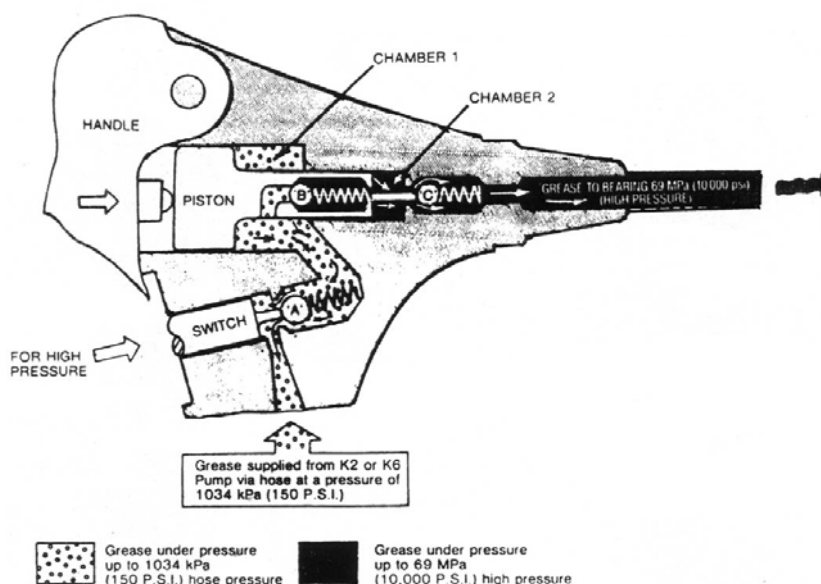 CHAMBER 1
CHAMBER 2
HANDLE
PISTON
B
C
GREASE TO BEARING 69 MPa (10 000 psi)
(HIGH PRESSURE)
A
SWITCH
FOR HIGH
PRESSURE
Grease supplied from K2 or K6
Pump via hose at a pressure of
1034 kPa (150 P.S.I.)
Grease under pressure
up to 1034 kPa
(150 P.S.I.) hose pressure
Grease under pressure
up to 69 MPa
(10,000 P.S.I.) high pressure